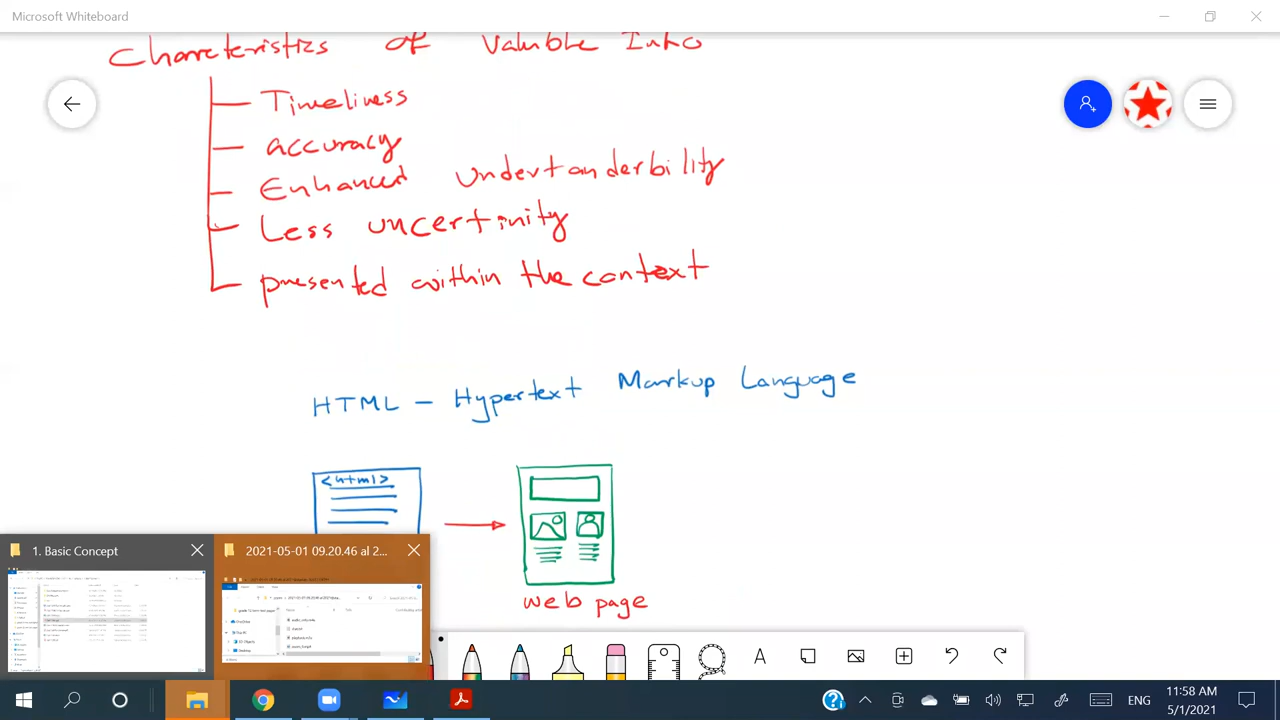 Microsoft Whiteboard
Charcteristics of Valuble Info
Timeliness
accuracy
Enhanced Undertanderbility
Less uncertinity
presented within the context
HTML - Hypertext Markup Language
<html>
web page
1. Basic Concept
2021-05-01 09.20.46 al 2...
A
ENG
11:58 AM
5/1/2021